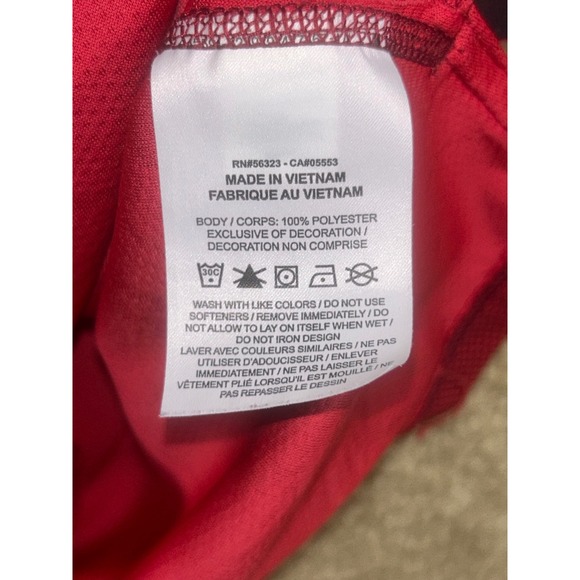 RN#56323 - CA#05553
MADE IN VIETNAM
FABRIQUE AU VIETNAM
BODY / CORPS: 100% POLYESTER
EXCLUSIVE OF DECORATION /
DECORATION NON COMPRISE
30C
WASH WITH LIKE COLORS / DO NOT USE
SOFTENERS / REMOVE IMMEDIATELY / DO
NOT ALLOW TO LAY ON ITSELF WHEN WET /
DO NOT IRON DESIGN
LAVER AVEC COULEURS SIMILAIRES / NE PAS
UTILISER D'ADOUCISSEUR / ENLEVER
IMMEDIATEMENT / NE PAS LAISSER LE
VÊTEMENT PLIÉ LORSQU'IL EST MOUILLÉ / NE
PAS REPASSER LE DESSIN